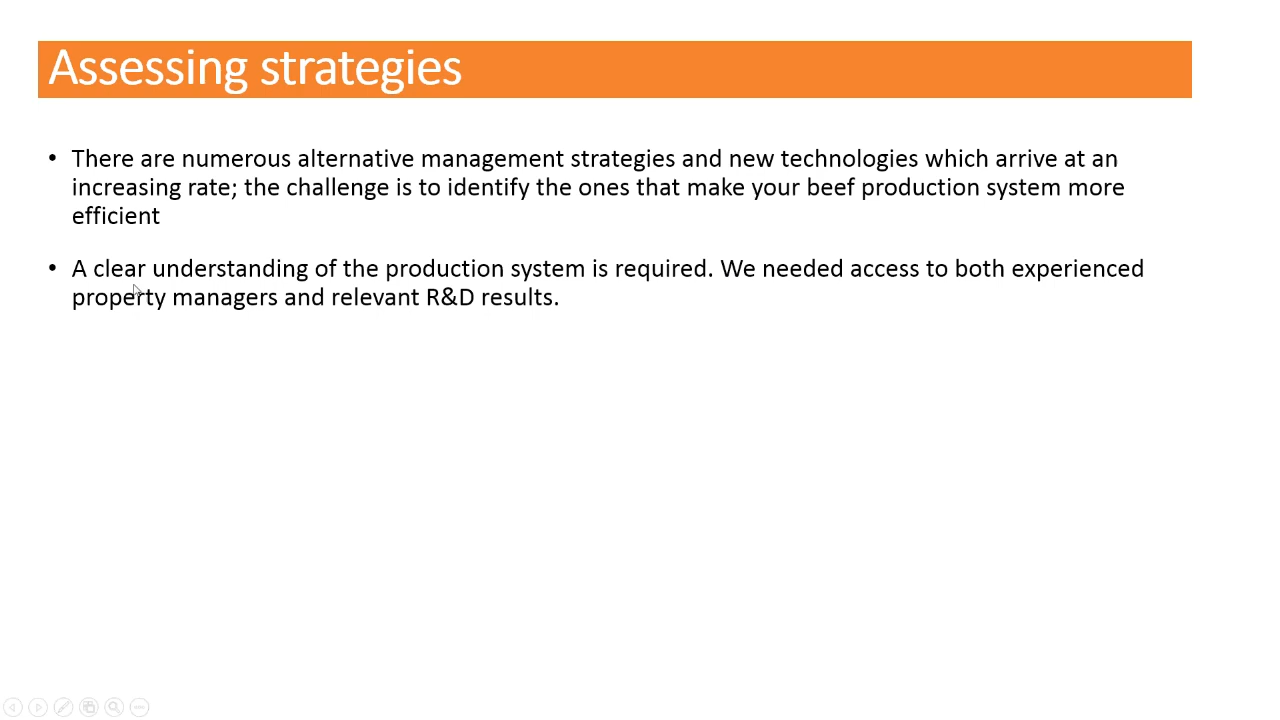 Assessing strategies
• There are numerous alternative management strategies and new technologies which arrive at an
increasing rate; the challenge is to identify the ones that make your beef production system more
efficient
• A clear understanding of the production system is required. We needed access to both experienced
property managers and relevant R&D results.